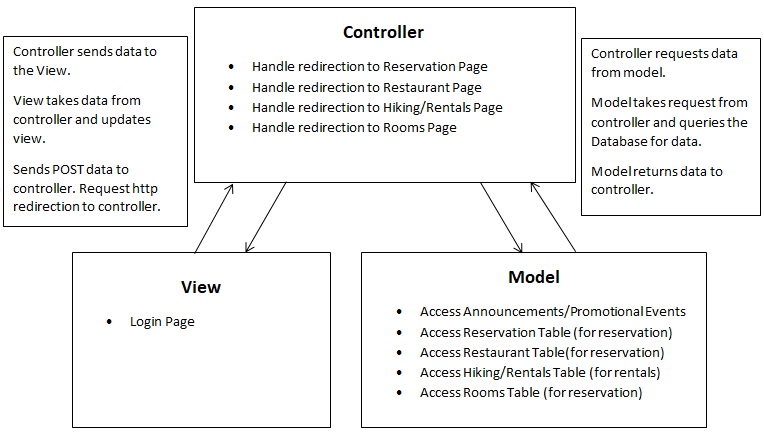 Controller
• Handle redirection to Reservation Page
• Handle redirection to Restaurant Page
• Handle redirection to Hiking/Rentals Page
• Handle redirection to Rooms Page
Controller sends data to
the View.
View takes data from
controller and updates
view.
Sends POST data to
controller. Request http
redirection to controller.
Controller requests data
from model.
Model takes request from
controller and queries the
Database for data.
Model returns data to
controller.
View
• Login Page
Model
• Access Announcements/Promotional Events
• Access Reservation Table (for reservation)
• Access Restaurant Table(for reservation)
• Access Hiking/Rentals Table (for rentals)
• Access Rooms Table (for reservation)